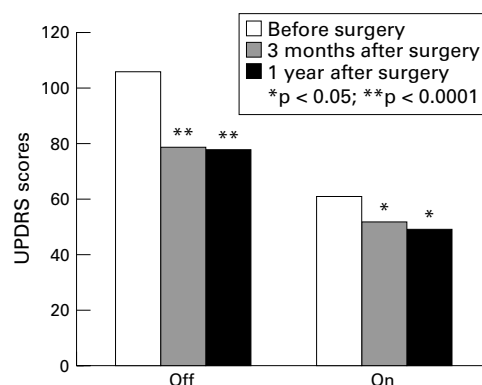 Before surgery
3 months after surgery
1 year after surgery
*p < 0.05; **p < 0.0001
UPDRS scores
120
100
80
60
40
20
0
**
**
*
*
Off
On